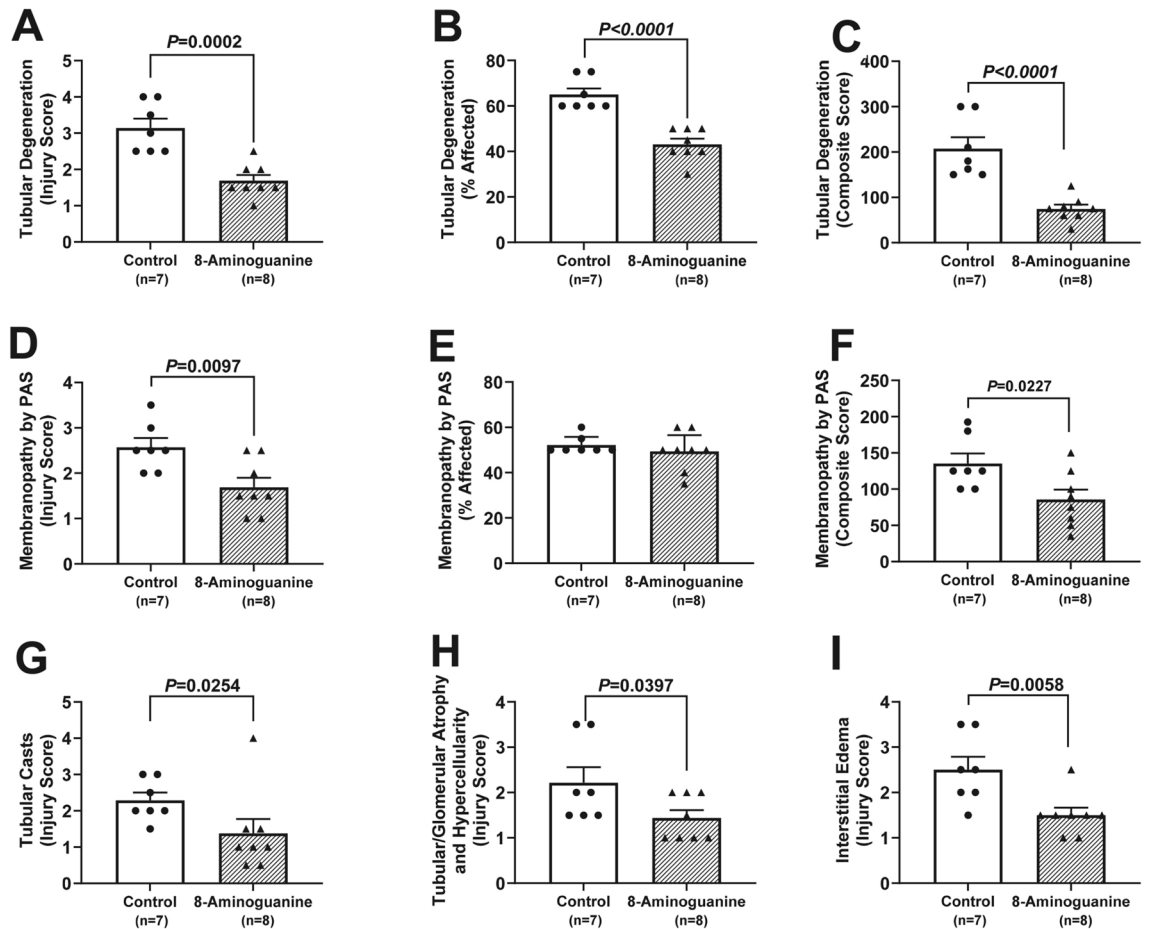 A
P=0.0002
Tubular Degeneration
(Injury Score)
5
4
3
2
1
0
Control
(n=7)
8-Aminoguanine
(n=8)
B
P<0.0001
Tubular Degeneration
(% Affected)
80
60
40
20
0
Control
(n=7)
8-Aminoguanine
(n=8)
C
P<0.0001
Tubular Degeneration
(Composite Score)
400
300
200
100
0
Control
(n=7)
8-Aminoguanine
(n=8)
D
P=0.0097
Membranopathy by PAS
(Injury Score)
4
3
2
1
0
Control
(n=7)
8-Aminoguanine
(n=8)
E
Membranopathy by PAS
(% Affected)
80
60
40
20
0
Control
(n=7)
8-Aminoguanine
(n=8)
F
P=0.0227
Membranopathy by PAS
(Composite Score)
250
200
150
100
50
0
Control
(n=7)
8-Aminoguanine
(n=8)
G
P=0.0254
Tubular Casts
(Injury Score)
5
4
3
2
1
0
Control
(n=7)
8-Aminoguanine
(n=8)
H
P=0.0397
Tubular/Glomerular Atrophy
and Hypercellularity
(Injury Score)
4
3
2
1
0
Control
(n=7)
8-Aminoguanine
(n=8)
I
P=0.0058
Interstitial Edema
(Injury Score)
4
3
2
1
0
Control
(n=7)
8-Aminoguanine
(n=8)